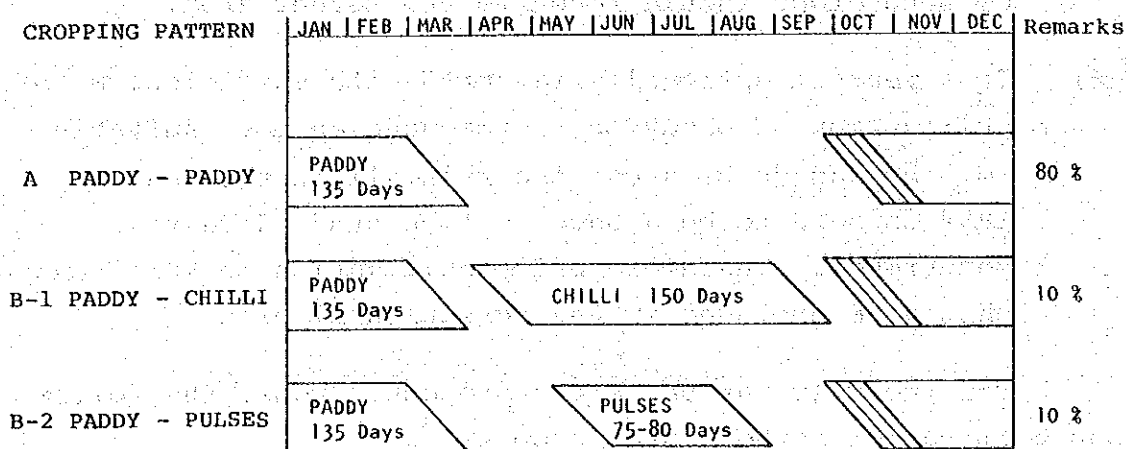 CROPPING PATTERN JAN FEB MAR APR MAY JUN JUL AUG SEP OCT NOV DEC Remarks
A PADDY - PADDY PADDY 135 Days 80 %
B-1 PADDY - CHILLI PADDY 135 Days CHILLI 150 Days 10 %
B-2 PADDY - PULSES PADDY 135 Days PULSES 75-80 Days 10 %